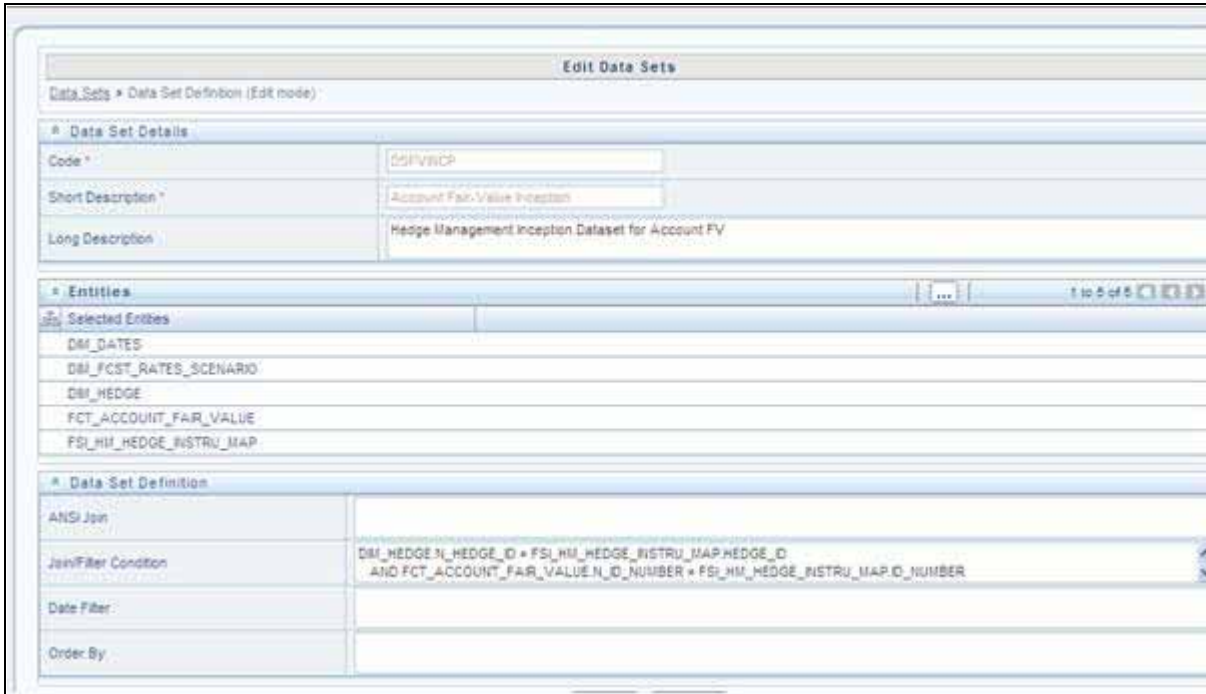 Edit Data Sets
Data Sets » Data Set Definition (Edit mode)
Data Set Details
Code *
DSFVINCP
Short Description *
Account Fair-Value Inception
Long Description
Hedge Management Inception Dataset for Account FV
Entities
...
1 to 5 of 5
Selected Entities
DIM_DATES
DIM_FCST_RATES_SCENARIO
DIM_HEDGE
FCT_ACCOUNT_FAIR_VALUE
FSI_HM_HEDGE_INSTRU_MAP
Data Set Definition
ANSI Join
Join/Filter Condition
DIM_HEDGE.N_HEDGE_ID = FSI_HM_HEDGE_INSTRU_MAP.HEDGE_ID
AND FCT_ACCOUNT_FAIR_VALUE.N_ID_NUMBER = FSI_HM_HEDGE_INSTRU_MAP.ID_NUMBER
Date Filter
Order By